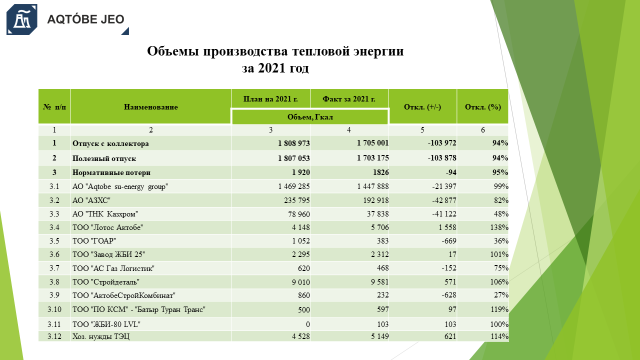 AQTÓBE JEO
Объемы производства тепловой энергии
за 2021 год
№ п/п Наименование План на 2021 г. Факт за 2021 г. Откл. (+/-) Откл. (%)
Объем, Гкал
1 2 3 4 5 6
1 Отпуск с коллектора 1 808 973 1 705 001 -103 972 94%
2 Полезный отпуск 1 807 053 1 703 175 -103 878 94%
3 Нормативные потери 1 920 1826 -94 95%
3.1 АО "Aqtobe su-energy group" 1 469 285 1 447 888 -21 397 99%
3.2 АО "АЗХС" 235 795 192 918 -42 877 82%
3.3 АО "ТНК Казхром" 78 960 37 838 -41 122 48%
3.4 ТОО "Лотос Актобе" 4 148 5 706 1 558 138%
3.5 ТОО "ГОАР" 1 052 383 -669 36%
3.6 ТОО "Завод ЖБИ 25" 2 295 2 312 17 101%
3.7 ТОО "АС Газ Логистик" 620 468 -152 75%
3.8 ТОО "Стройдеталь" 9 010 9 581 571 106%
3.9 ТОО "АктобеСтройКомбинат" 860 232 -628 27%
3.10 ТОО "ПО КСМ" - "Батыр Туран Транс" 500 597 97 119%
3.11 ТОО "ЖБИ-80 LVL" 0 103 103 100%
3.12 Хоз. нужды ТЭЦ 4 528 5 149 621 114%